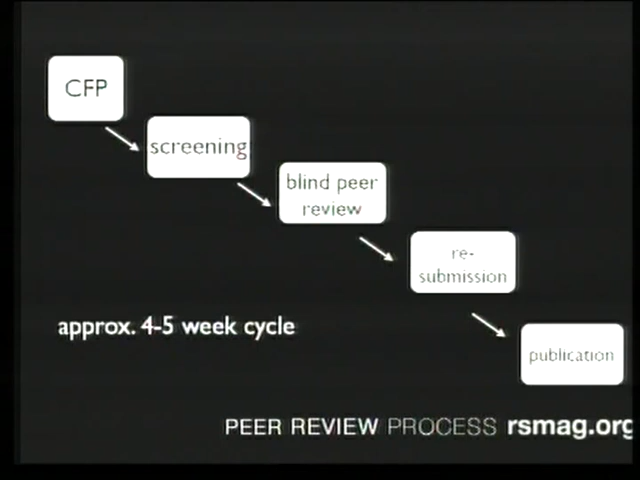 CFP
screening
blind peer
review
re-
submission
publication
approx. 4-5 week cycle
PEER REVIEW PROCESS rsmag.org